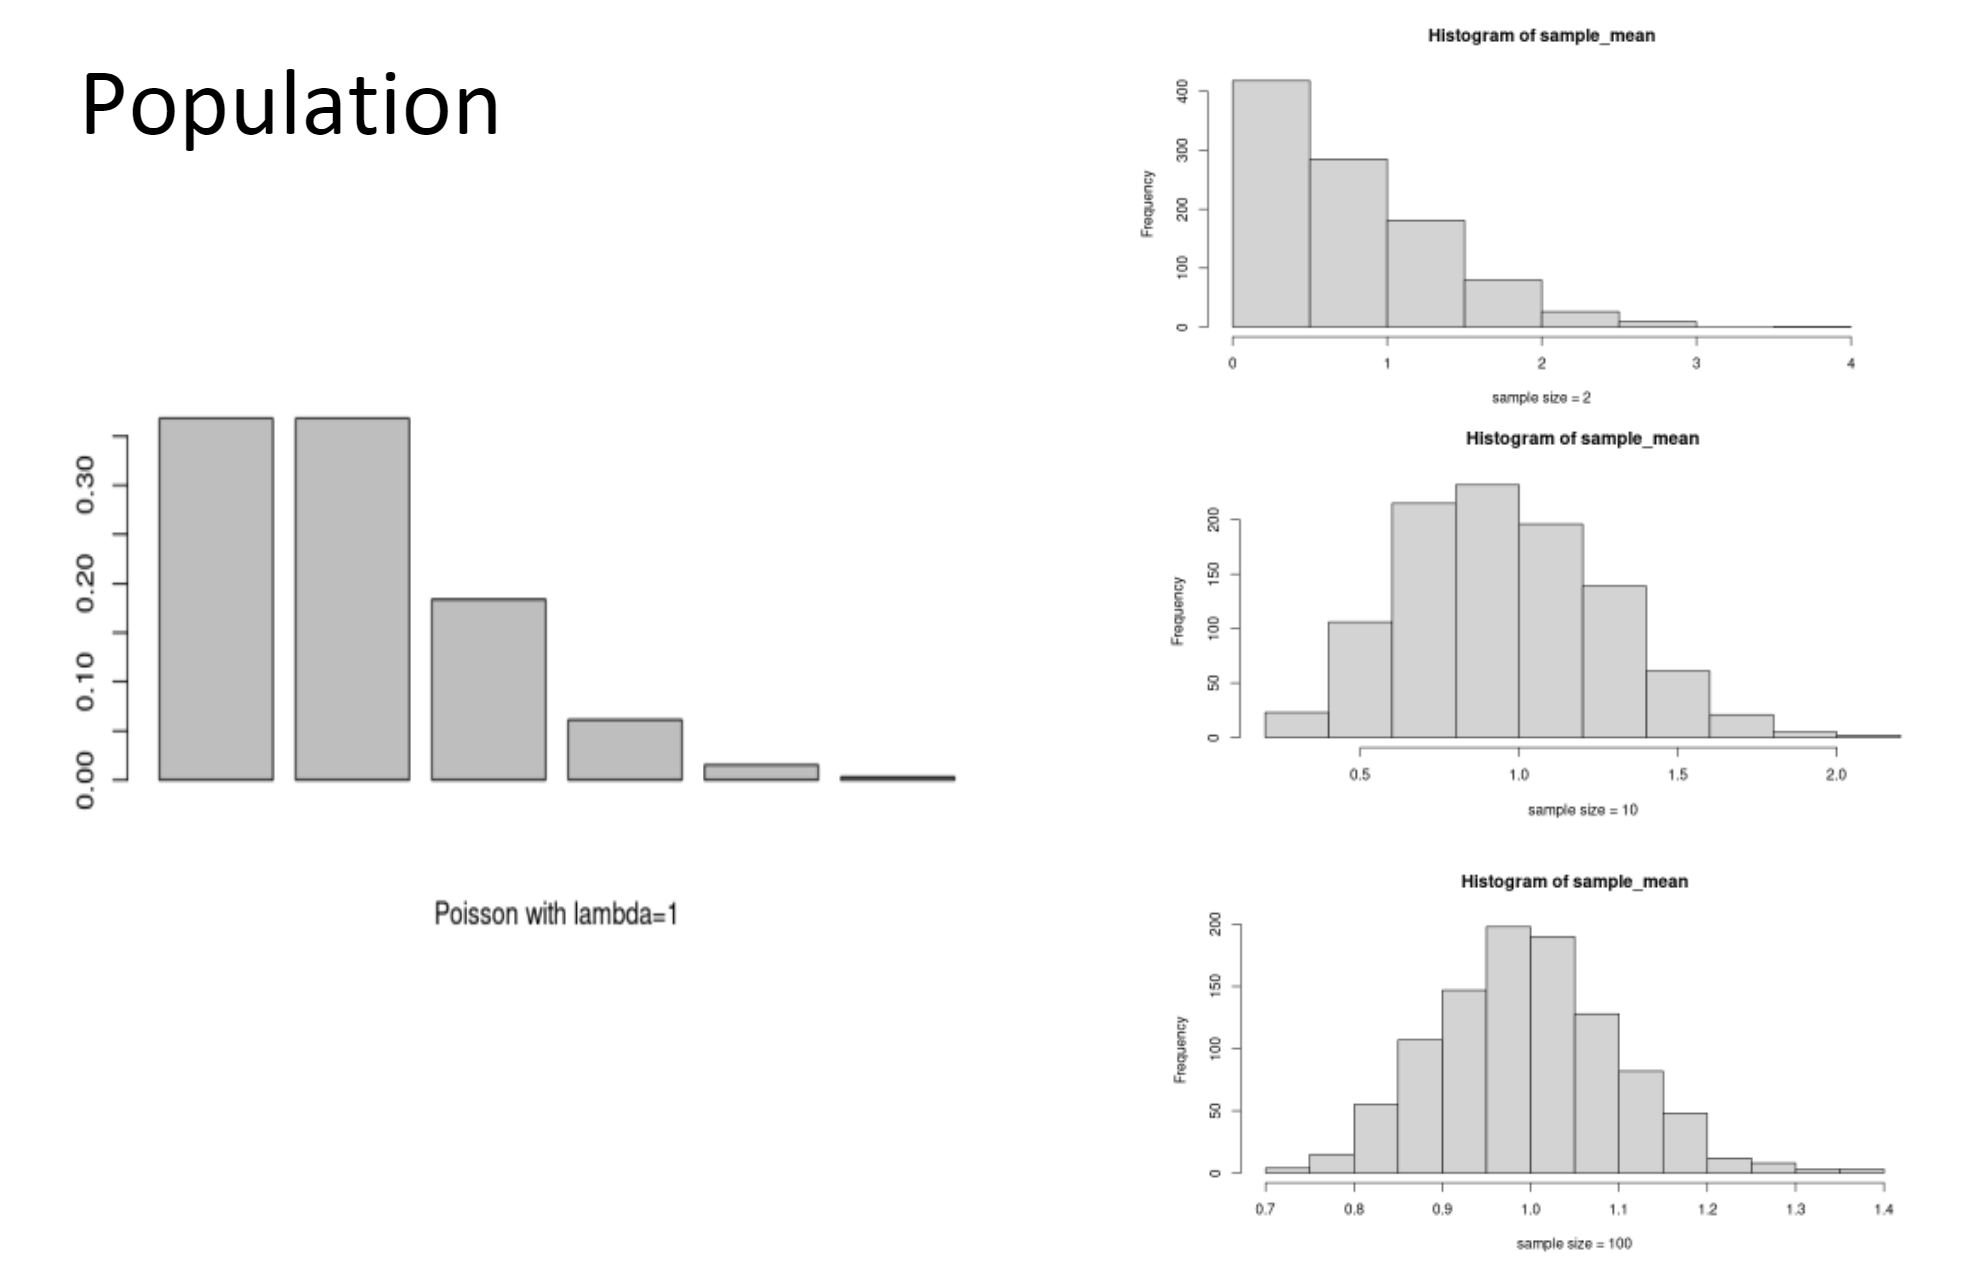 Population
0.00 0.10 0.20 0.30
Poisson with lambda=1
Histogram of sample_mean
Frequency
0 100 200 300 400
0 1 2 3 4
sample size = 2
Histogram of sample_mean
Frequency
0 50 100 150 200
0.5 1.0 1.5 2.0
sample size = 10
Histogram of sample_mean
Frequency
0 50 100 150 200
0.7 0.8 0.9 1.0 1.1 1.2 1.3 1.4
sample size = 100